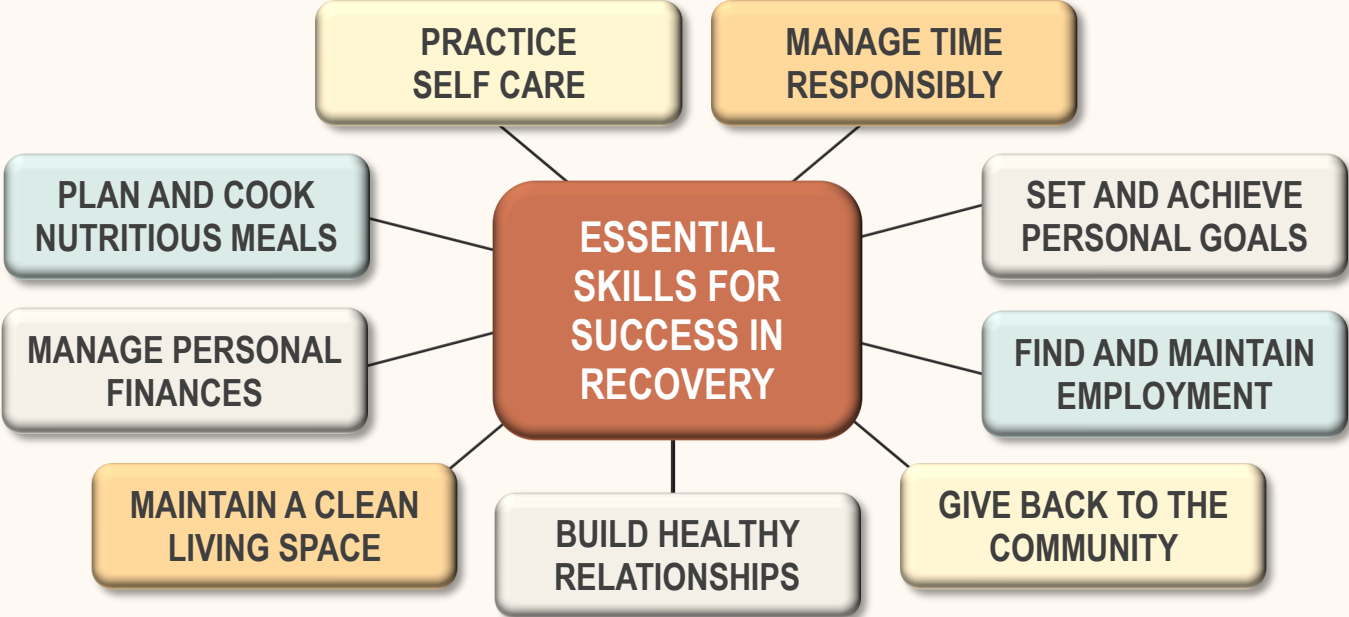 PRACTICE
SELF CARE
MANAGE TIME
RESPONSIBLY
PLAN AND COOK
NUTRITIOUS MEALS
SET AND ACHIEVE
PERSONAL GOALS
ESSENTIAL
SKILLS FOR
SUCCESS IN
RECOVERY
MANAGE PERSONAL
FINANCES
FIND AND MAINTAIN
EMPLOYMENT
MAINTAIN A CLEAN
LIVING SPACE
BUILD HEALTHY
RELATIONSHIPS
GIVE BACK TO THE
COMMUNITY